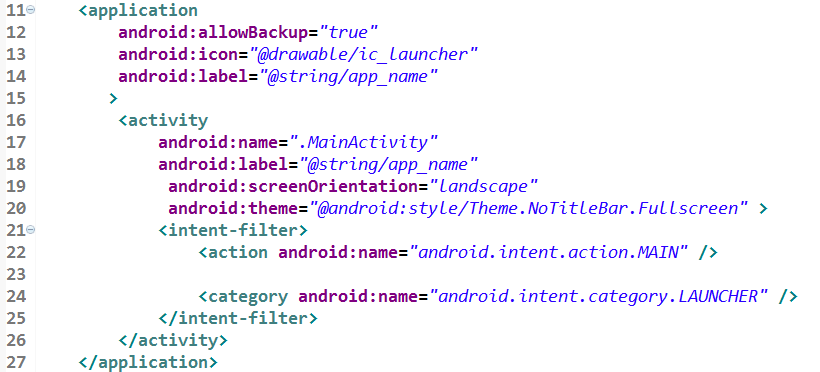 11 <application
12 android:allowBackup="true"
13 android:icon="@drawable/ic_launcher"
14 android:label="@string/app_name"
15 >
16 <activity
17 android:name=".MainActivity"
18 android:label="@string/app_name"
19 android:screenOrientation="landscape"
20 android:theme="@android:style/Theme.NoTitleBar.Fullscreen" >
21 <intent-filter>
22 <action android:name="android.intent.action.MAIN" />
23
24 <category android:name="android.intent.category.LAUNCHER" />
25 </intent-filter>
26 </activity>
27 </application>